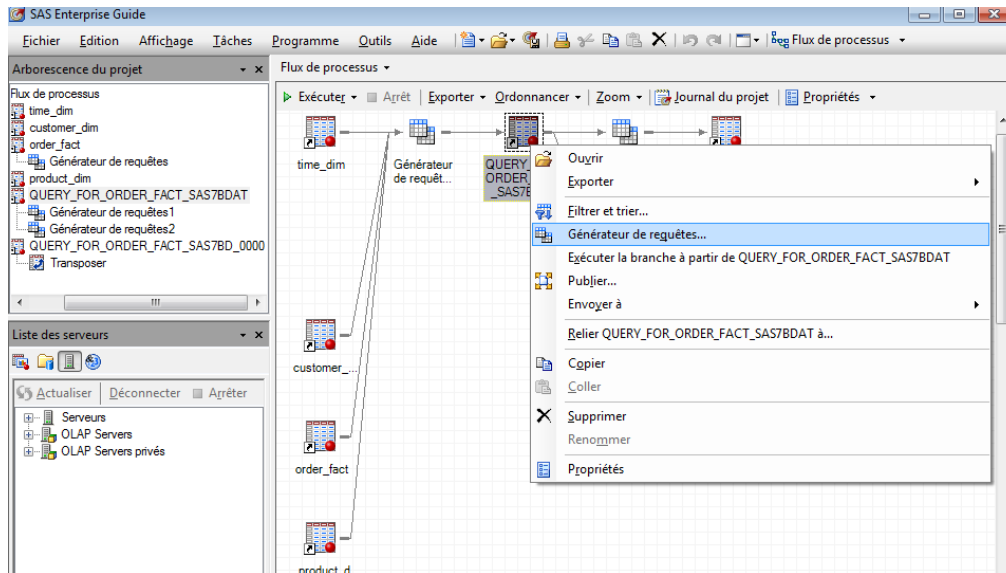 SAS Enterprise Guide
Fichier Edition Affichage Tâches Programme Outils Aide Flux de processus
Arborescence du projet
Flux de processus
time_dim
customer_dim
order_fact
Générateur de requêtes
product_dim
QUERY_FOR_ORDER_FACT_SAS7BDAT
Générateur de requêtes1
Générateur de requêtes2
QUERY_FOR_ORDER_FACT_SAS7BD_0000
Transposer
Liste des serveurs
Actualiser Déconnecter Arrêter
Serveurs
OLAP Servers
OLAP Servers privés
Flux de processus
Exécuter Arrêt Exporter Ordonnancer Zoom Journal du projet Propriétés
time_dim
Générateur
de requêt...
QUERY_
ORDER_
_SAS7B
customer_...
order_fact
product_d
Ouvrir
Exporter
Filtrer et trier...
Générateur de requêtes...
Exécuter la branche à partir de QUERY_FOR_ORDER_FACT_SAS7BDAT
Publier...
Envoyer à
Relier QUERY_FOR_ORDER_FACT_SAS7BDAT à...
Copier
Coller
Supprimer
Renommer
Propriétés